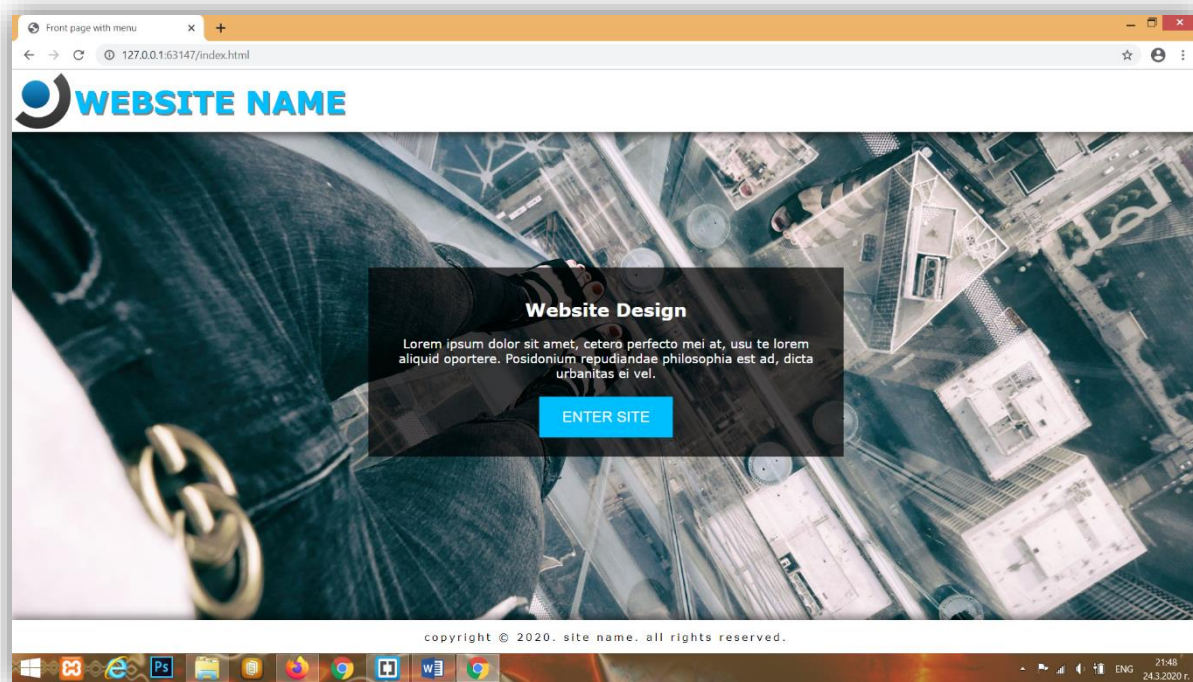 Front page with menu
127.0.0.1:63147/index.html
WEBSITE NAME
Website Design
Lorem ipsum dolor sit amet, cetero perfecto mei at, usu te lorem
aliquid oportere. Posidonium repudiandae philosophia est ad, dicta
urbanitas ei vel.
ENTER SITE
copyright © 2020. site name. all rights reserved.
Ps
W
ENG
21:48
24.3.2020 г.